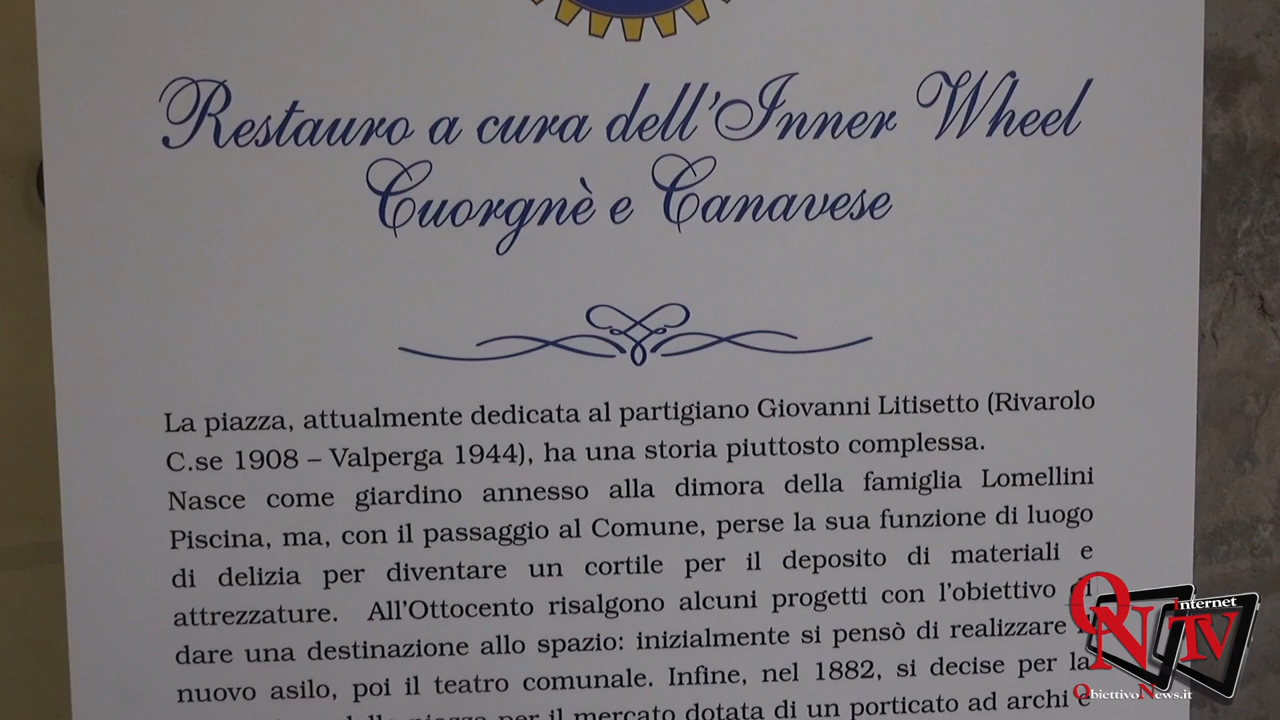 Restauro a cura dell'Inner Wheel
Cuorgnè e Canavese
La piazza, attualmente dedicata al partigiano Giovanni Litisetto (Rivarolo
C.se 1908 – Valperga 1944), ha una storia piuttosto complessa.
Nasce come giardino annesso alla dimora della famiglia Lomellini
Piscina, ma, con il passaggio al Comune, perse la sua funzione di luogo
di delizia per diventare un cortile per il deposito di materiali e
attrezzature. All'Ottocento risalgono alcuni progetti con l'obiettivo di
dare una destinazione allo spazio: inizialmente si pensò di realizzare
nuovo asilo, poi il teatro comunale. Infine, nel 1882, si decise per la
della piazza per il mercato dotata di un porticato ad archi e
ON Internet TV
ObiettivoNews.it